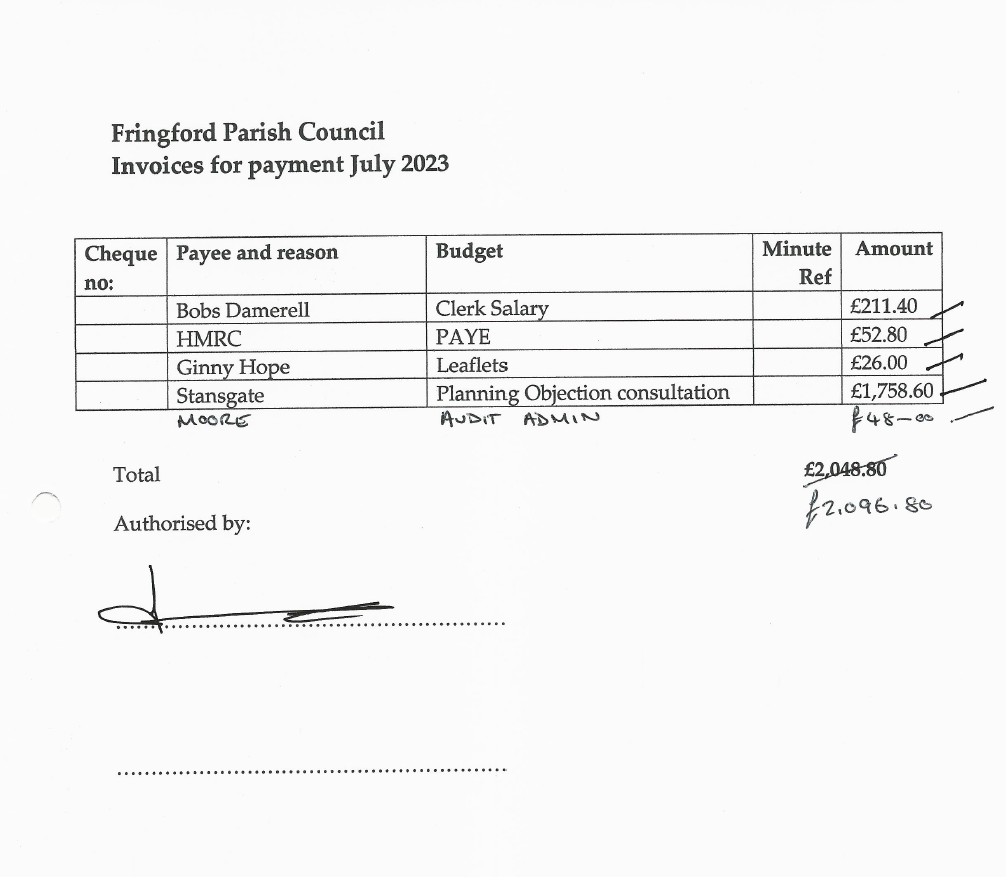 Fringford Parish Council
Invoices for payment July 2023
Cheque no: Payee and reason Budget Minute Ref Amount
Bobs Damerell Clerk Salary £211.40
HMRC PAYE £52.80
Ginny Hope Leaflets £26.00
Stansgate Planning Objection consultation £1,758.60
MOORE AUDIT ADMIN £48-00
Total £2,048.80
£2,096.80
Authorised by: